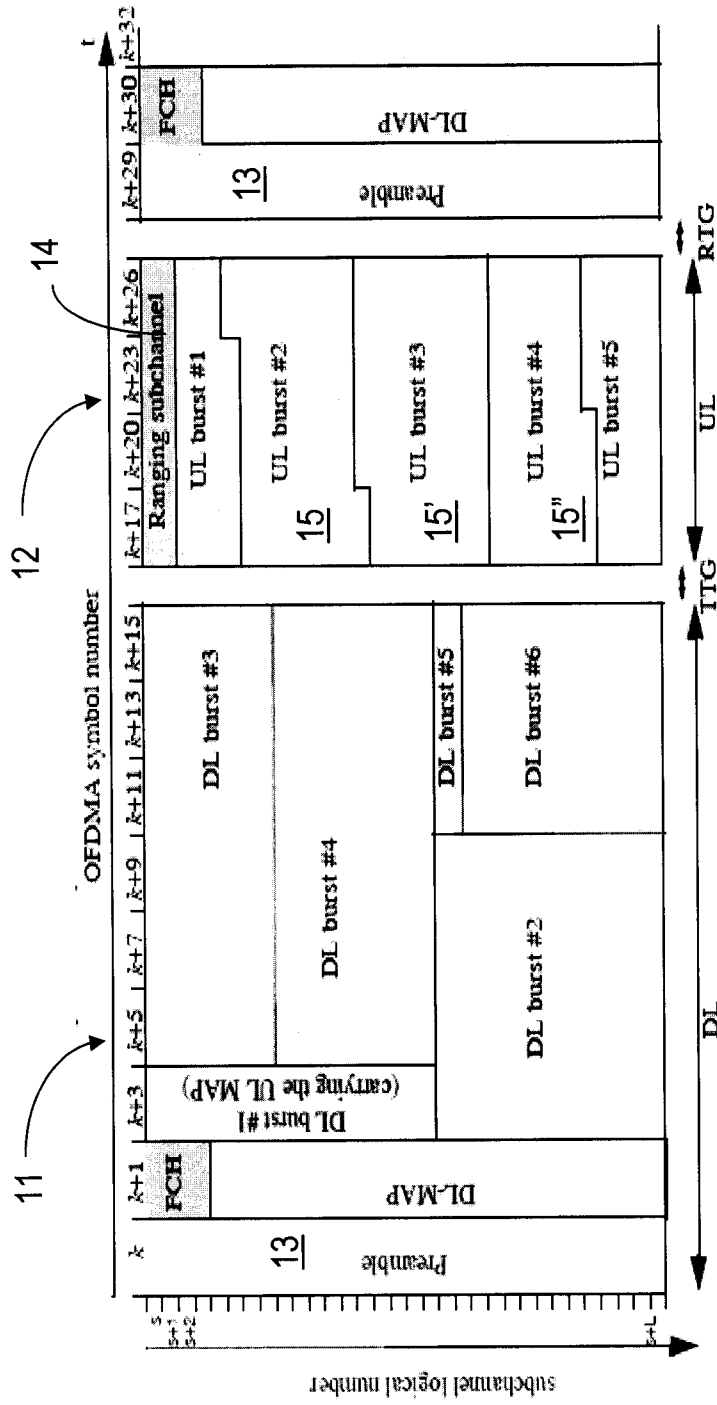 11
12
14
OFDMA symbol number
t
k
k+1
k+3
k+5
k+7
k+9
k+11
k+13
k+15
k+17
k+20
k+23
k+26
k+29
k+30
k+32
subchannel logical number
s
s+1
s+2
s+L
Preamble
13
FCH
DL-MAP
DL burst #1
(carrying the UL MAP)
DL burst #2
DL burst #3
DL burst #4
DL burst #5
DL burst #6
Ranging subchannel
UL burst #1
UL burst #2
15
UL burst #3
15'
UL burst #4
15"
UL burst #5
Preamble
13
FCH
DL-MAP
DL
TTG
UL
RTG